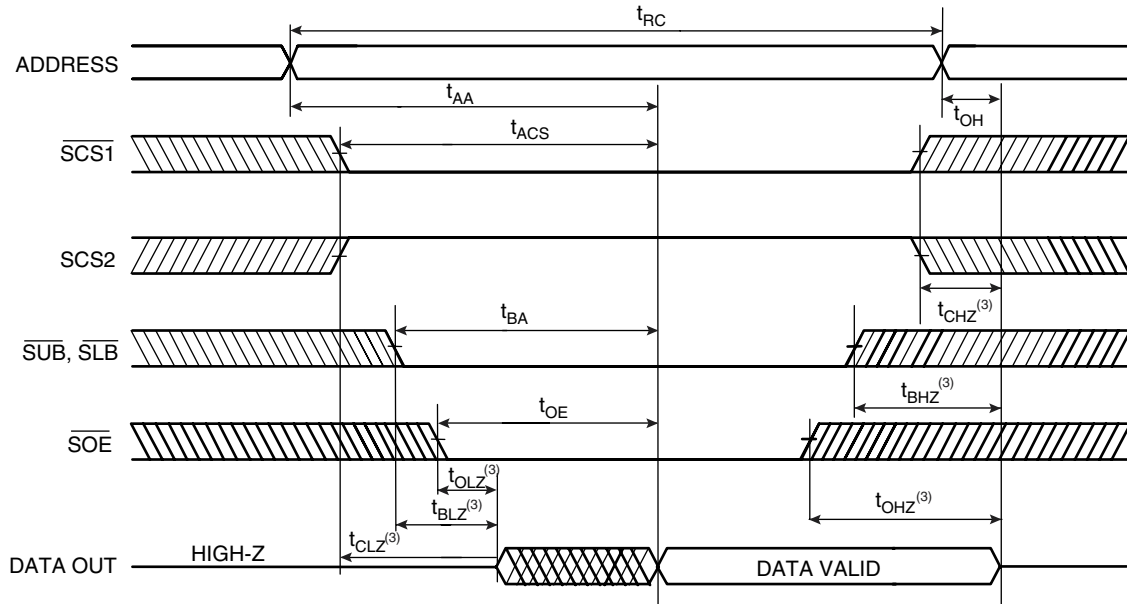 tRC
ADDRESS
tAA
tOH
tACS
SCS1
SCS2
tCHZ(3)
tBA
SUB, SLB
tBHZ(3)
tOE
SOE
tOLZ(3)
tOHZ(3)
tBLZ(3)
tCLZ(3)
HIGH-Z
DATA OUT
DATA VALID